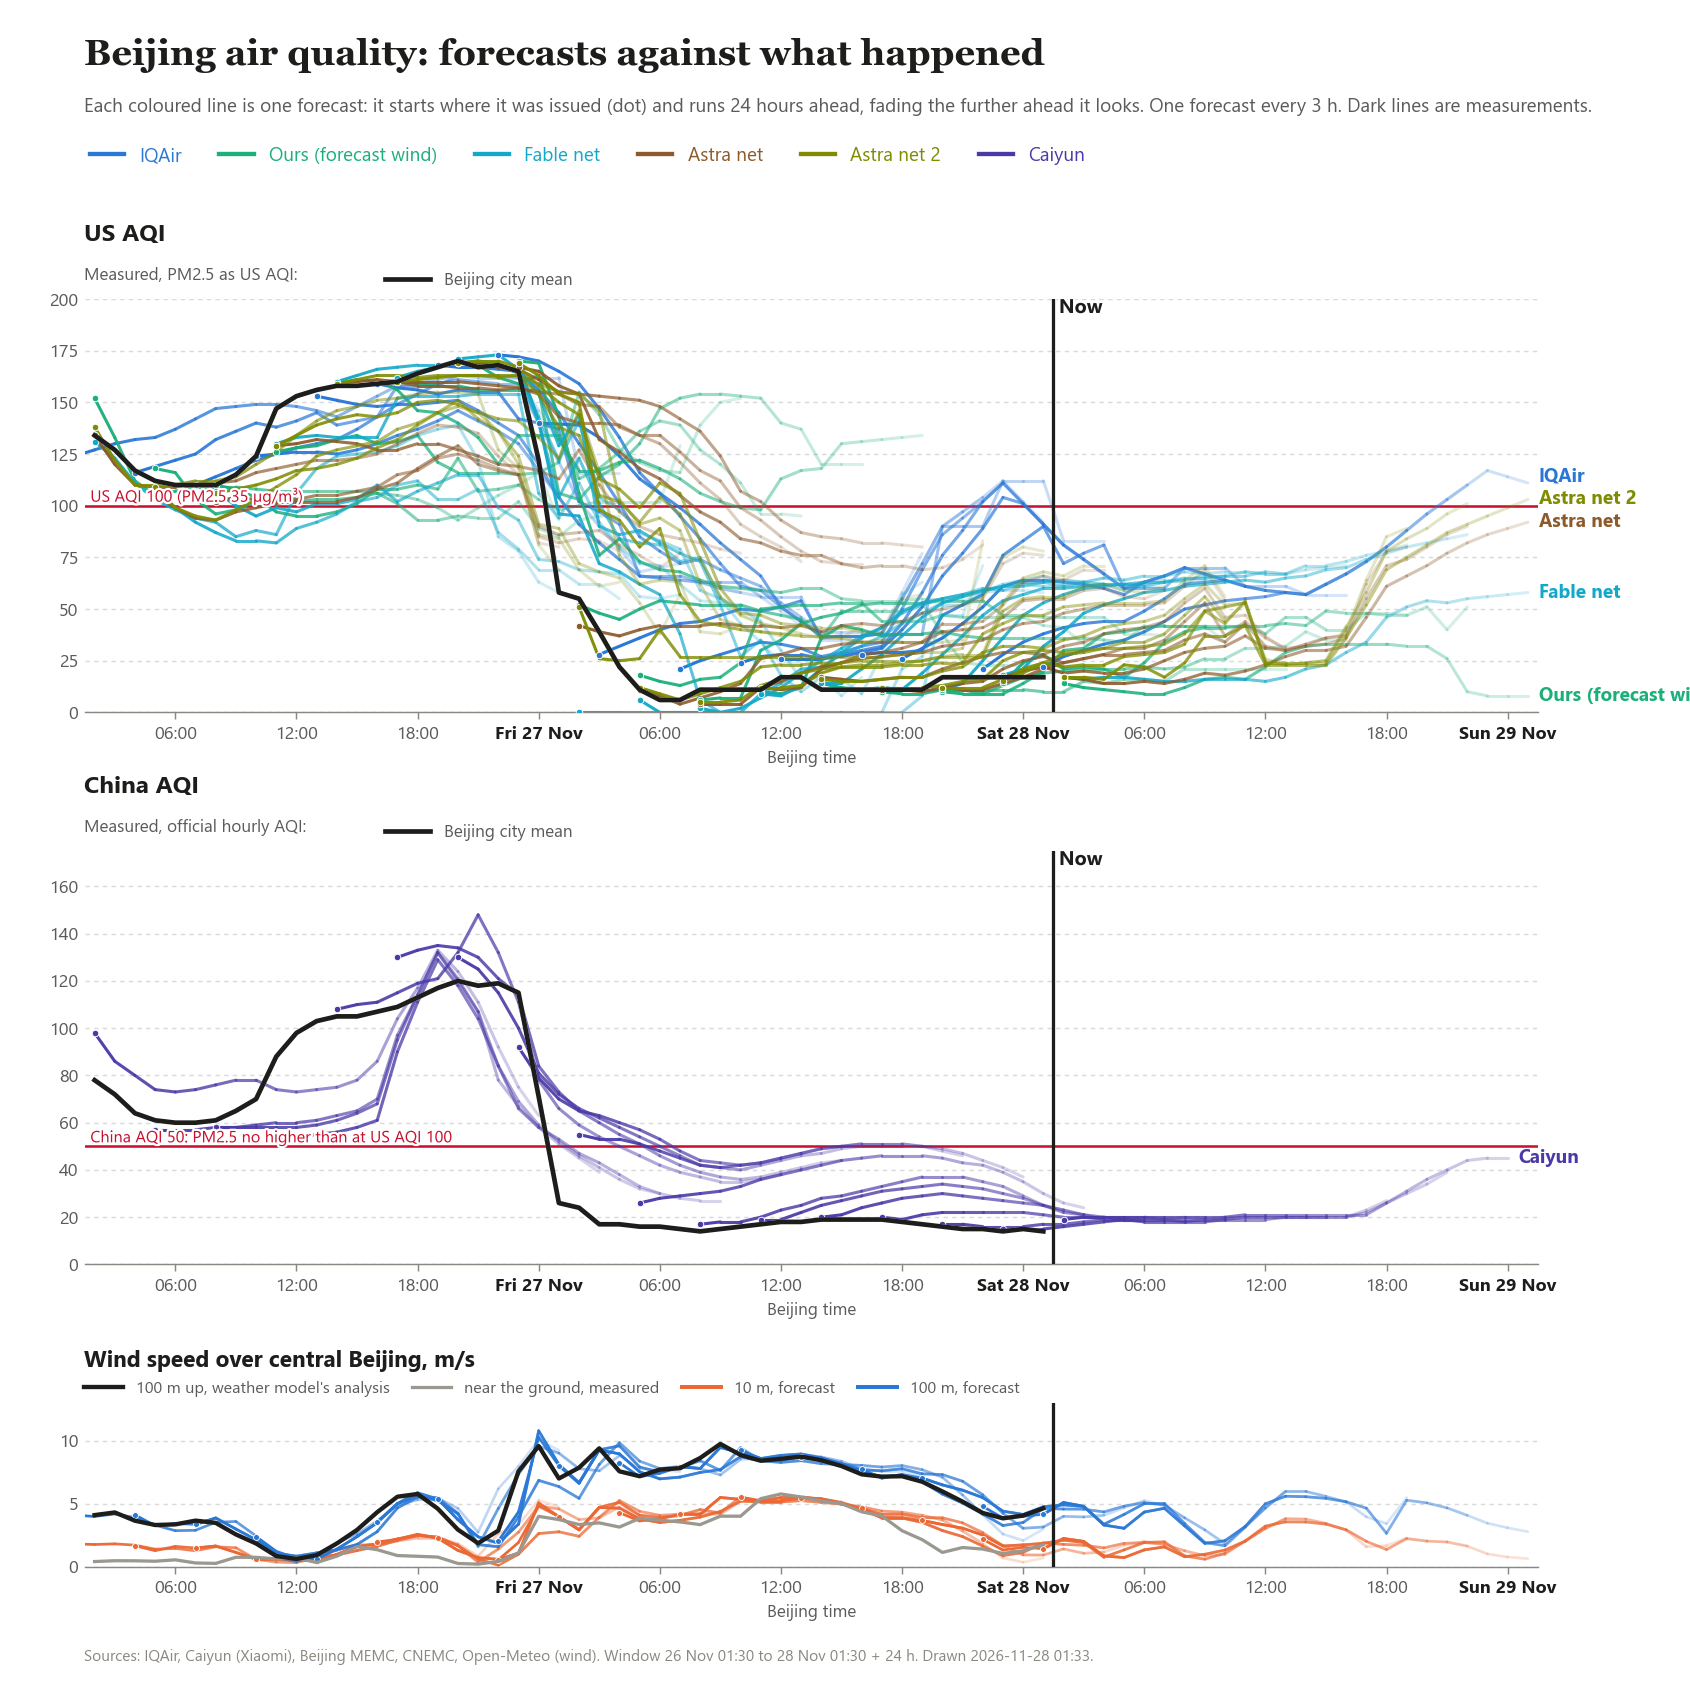 Beijing air quality: forecasts against what happened
Each coloured line is one forecast: it starts where it was issued (dot) and runs 24 hours ahead, fading the further ahead it looks. One forecast every 3 h. Dark lines are measurements.
IQAir Ours (forecast wind) Fable net Astra net Astra net 2 Caiyun
US AQI
Measured, PM2.5 as US AQI: Beijing city mean
200
Now
175
150
125
IQAir
Astra net 2
US AQI 100 (PM2.5 35 µg/m³)
100
Astra net
75
Fable net
50
25
Ours (forecast wi
0
06:00 12:00 18:00 Fri 27 Nov 06:00 12:00 18:00 Sat 28 Nov 06:00 12:00 18:00 Sun 29 Nov
Beijing time
China AQI
Measured, official hourly AQI: Beijing city mean
Now
160
140
120
100
80
60
China AQI 50: PM2.5 no higher than at US AQI 100
Caiyun
40
20
0
06:00 12:00 18:00 Fri 27 Nov 06:00 12:00 18:00 Sat 28 Nov 06:00 12:00 18:00 Sun 29 Nov
Beijing time
Wind speed over central Beijing, m/s
100 m up, weather model's analysis near the ground, measured 10 m, forecast 100 m, forecast
10
5
0
06:00 12:00 18:00 Fri 27 Nov 06:00 12:00 18:00 Sat 28 Nov 06:00 12:00 18:00 Sun 29 Nov
Beijing time
Sources: IQAir, Caiyun (Xiaomi), Beijing MEMC, CNEMC, Open-Meteo (wind). Window 26 Nov 01:30 to 28 Nov 01:30 + 24 h. Drawn 2026-11-28 01:33.